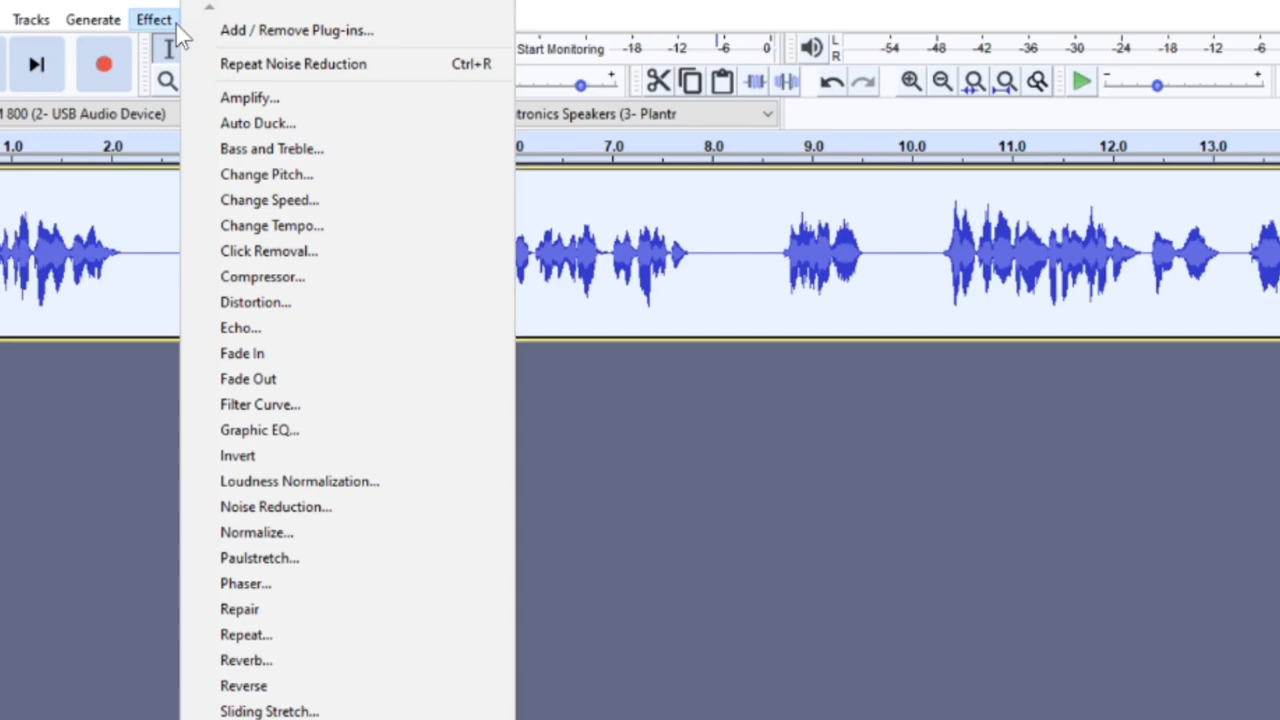 Tracks Generate Effect
Add / Remove Plug-ins...
Repeat Noise Reduction Ctrl+R
Amplify...
Auto Duck...
Bass and Treble...
Change Pitch...
Change Speed...
Change Tempo...
Click Removal...
Compressor...
Distortion...
Echo...
Fade In
Fade Out
Filter Curve...
Graphic EQ...
Invert
Loudness Normalization...
Noise Reduction...
Normalize...
Paulstretch...
Phaser...
Repair
Repeat...
Reverb...
Reverse
Sliding Stretch...
Start Monitoring -18 -12 -6 0
L
R
-54 -48 -42 -36 -30 -24 -18 -12 -6
- +
M 800 (2- USB Audio Device)
tronics Speakers (3- Plantr
1.0 2.0 0 7.0 8.0 9.0 10.0 11.0 12.0 13.0